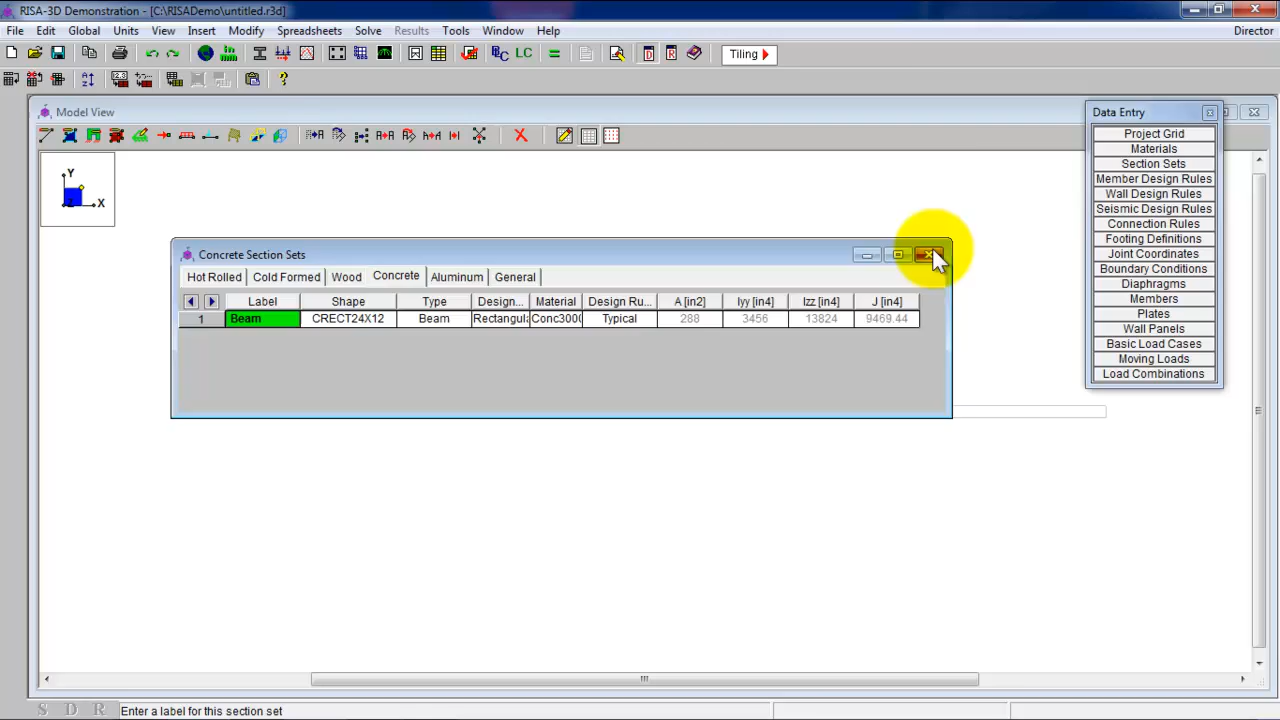 RISA-3D Demonstration - [C:\RISADemo\untitled.r3d]
File Edit Global Units View Insert Modify Spreadsheets Solve Results Tools Window Help Director
LC
Tiling
Model View
Data Entry
Project Grid
Materials
Section Sets
Member Design Rules
Wall Design Rules
Seismic Design Rules
Connection Rules
Footing Definitions
Joint Coordinates
Boundary Conditions
Diaphragms
Members
Plates
Wall Panels
Basic Load Cases
Moving Loads
Load Combinations
Y
X
Z
Concrete Section Sets
Hot Rolled Cold Formed Wood Concrete Aluminum General
Label Shape Type Design... Material Design Ru... A [in2] Iyy [in4] Izz [in4] J [in4]
1 Beam CRECT24X12 Beam Rectangula Conc3000 Typical 288 3456 13824 9469.44
S D R Enter a label for this section set